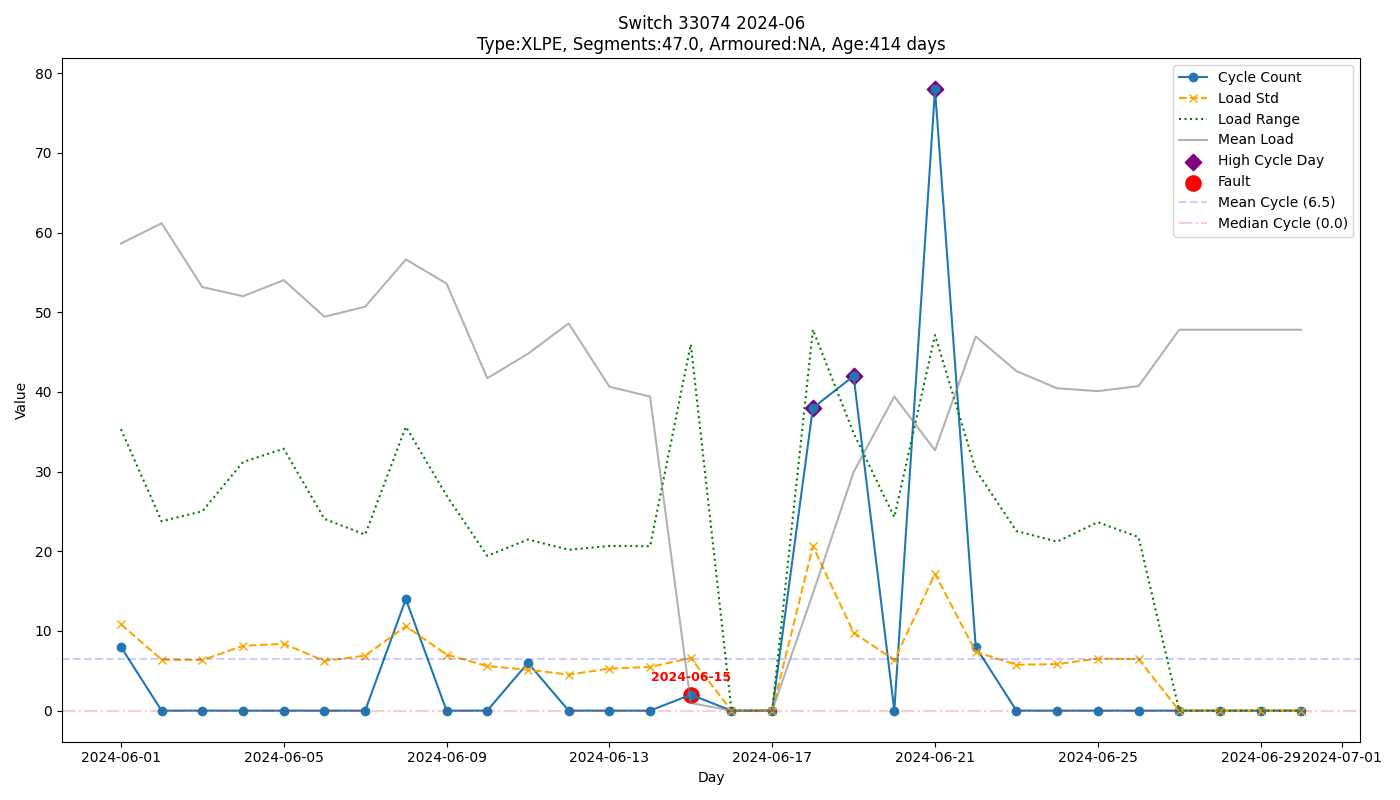 Switch 33074 2024-06
Type:XLPE, Segments:47.0, Armoured:NA, Age:414 days
80
70
60
50
40
30
20
10
0
Value
Cycle Count
Load Std
Load Range
Mean Load
High Cycle Day
Fault
Mean Cycle (6.5)
Median Cycle (0.0)
2024-06-15
2024-06-01
2024-06-05
2024-06-09
2024-06-13
2024-06-17
2024-06-21
2024-06-25
2024-06-29
2024-07-01
Day